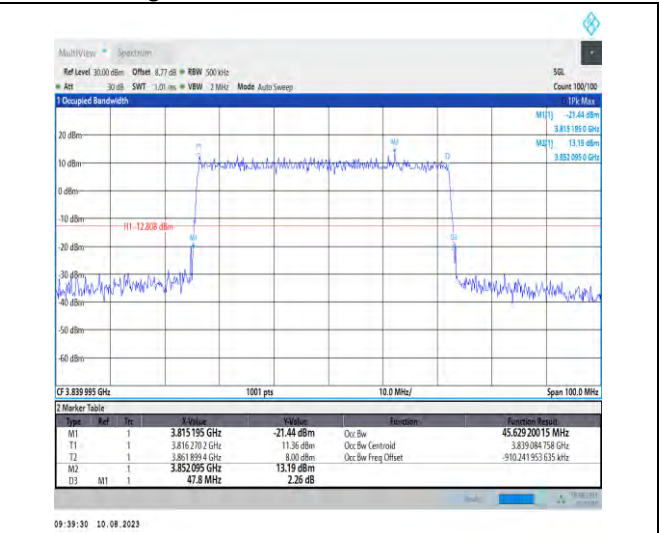 MultiView Spectrum
Ref Level 30.00 dBm Offset 8.77 dB RBW 500 kHz SGL
Att 30 dB SWT 1.01 ms VBW 2 MHz Mode Auto Sweep Count 100/100
1 Occupied Bandwidth 1Pk Max
M1[1] -21.44 dBm
3.815 195 0 GHz
M2[1] 13.19 dBm
3.852 095 0 GHz
20 dBm
M2
10 dBm
0 dBm
-10 dBm
H1 -12.808 dBm
M1
D3
-20 dBm
-30 dBm
-40 dBm
-50 dBm
-60 dBm
CF 3.839 995 GHz 1001 pts 10.0 MHz/ Span 100.0 MHz
2 Marker Table
Type Ref Trc X-Value Y-Value Function Function Result
M1 1 3.815 195 GHz -21.44 dBm Occ Bw 45.629 200 15 MHz
T1 1 3.816 270 2 GHz 11.36 dBm Occ Bw Centroid 3.839 084 758 GHz
T2 1 3.861 899 4 GHz 8.00 dBm Occ Bw Freq Offset -910.241 953 635 kHz
M2 1 3.852 095 GHz 13.19 dBm
D3 M1 1 47.8 MHz 2.26 dB
09:39:30 10.08.2023